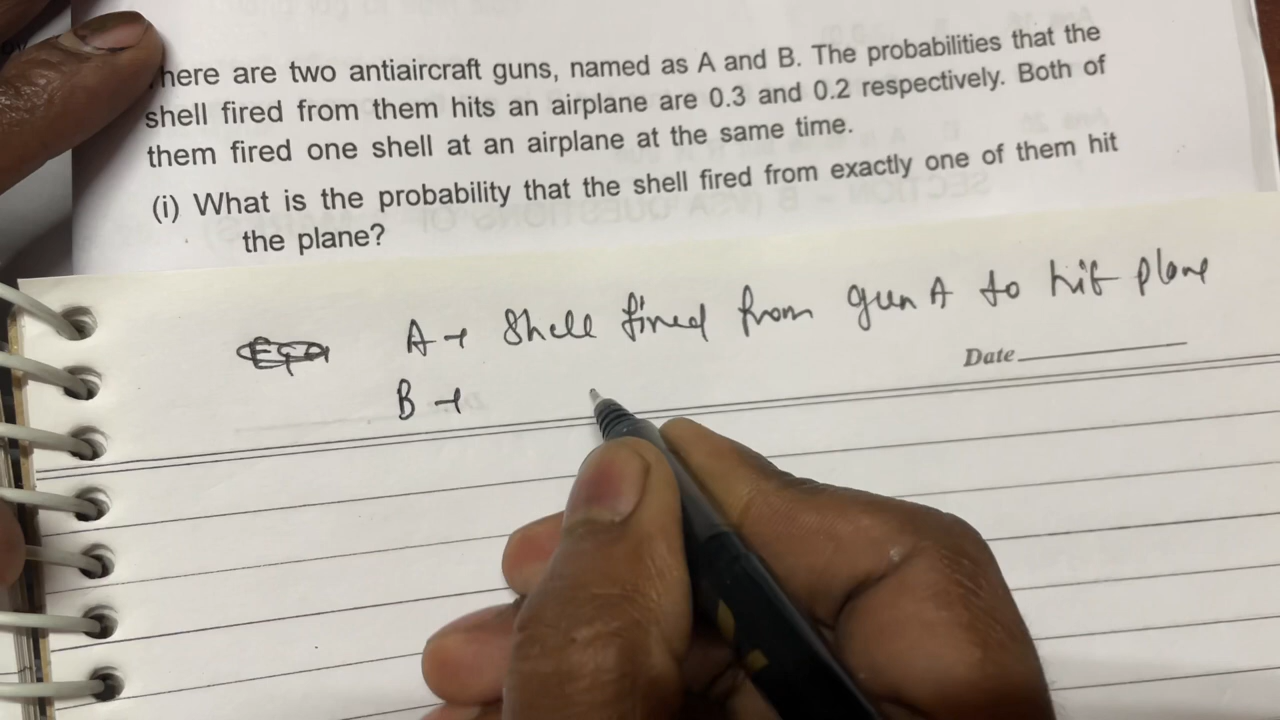 here are two antiaircraft guns, named as A and B. The probabilities that the
shell fired from them hits an airplane are 0.3 and 0.2 respectively. Both of
them fired one shell at an airplane at the same time.
(i) What is the probability that the shell fired from exactly one of them hit
the plane?
A → Shell fired from gun A to hit plane
Date
B →